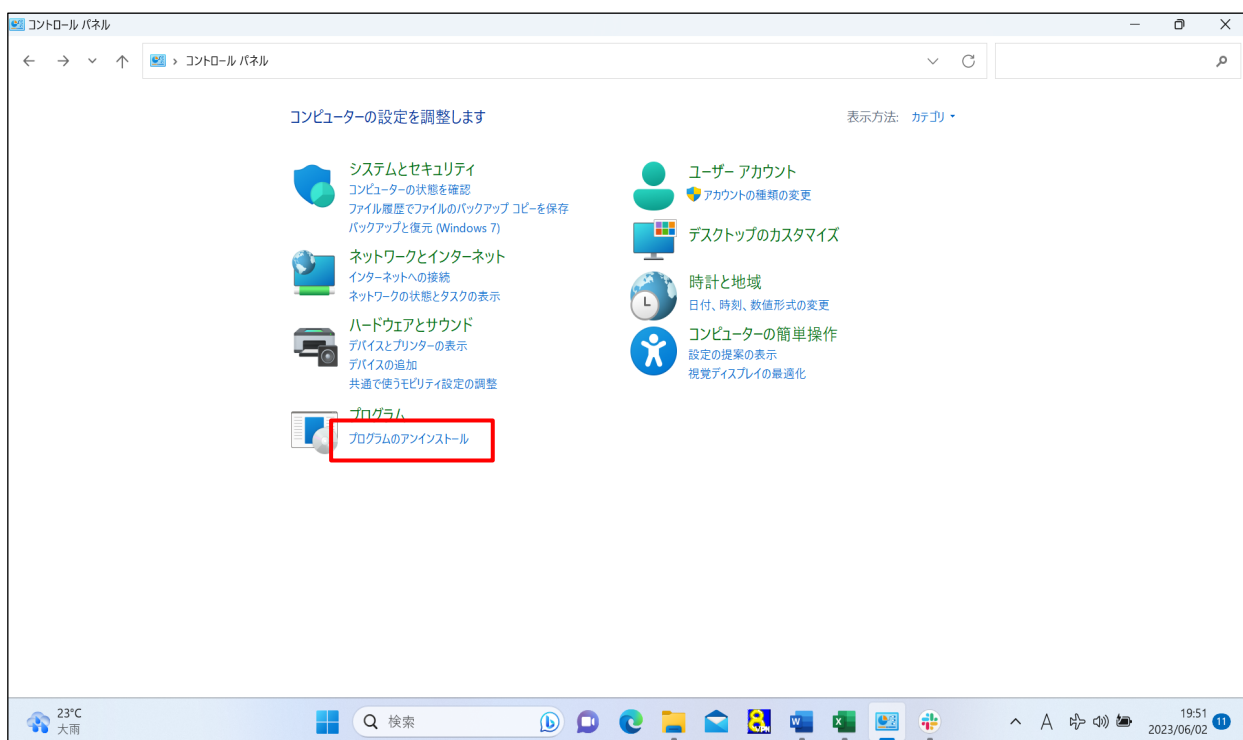 コントロール パネル
コントロール パネル
コンピューターの設定を調整します
表示方法: カテゴリ
システムとセキュリティ
コンピューターの状態を確認
ファイル履歴でファイルのバックアップ コピーを保存
バックアップと復元 (Windows 7)
ネットワークとインターネット
インターネットへの接続
ネットワークの状態とタスクの表示
ハードウェアとサウンド
デバイスとプリンターの表示
デバイスの追加
共通で使うモビリティ設定の調整
プログラム
プログラムのアンインストール
ユーザー アカウント
アカウントの種類の変更
デスクトップのカスタマイズ
時計と地域
日付、時刻、数値形式の変更
コンピューターの簡単操作
設定の提案の表示
視覚ディスプレイの最適化
23°C
大雨
検索
A
19:51
2023/06/02
11